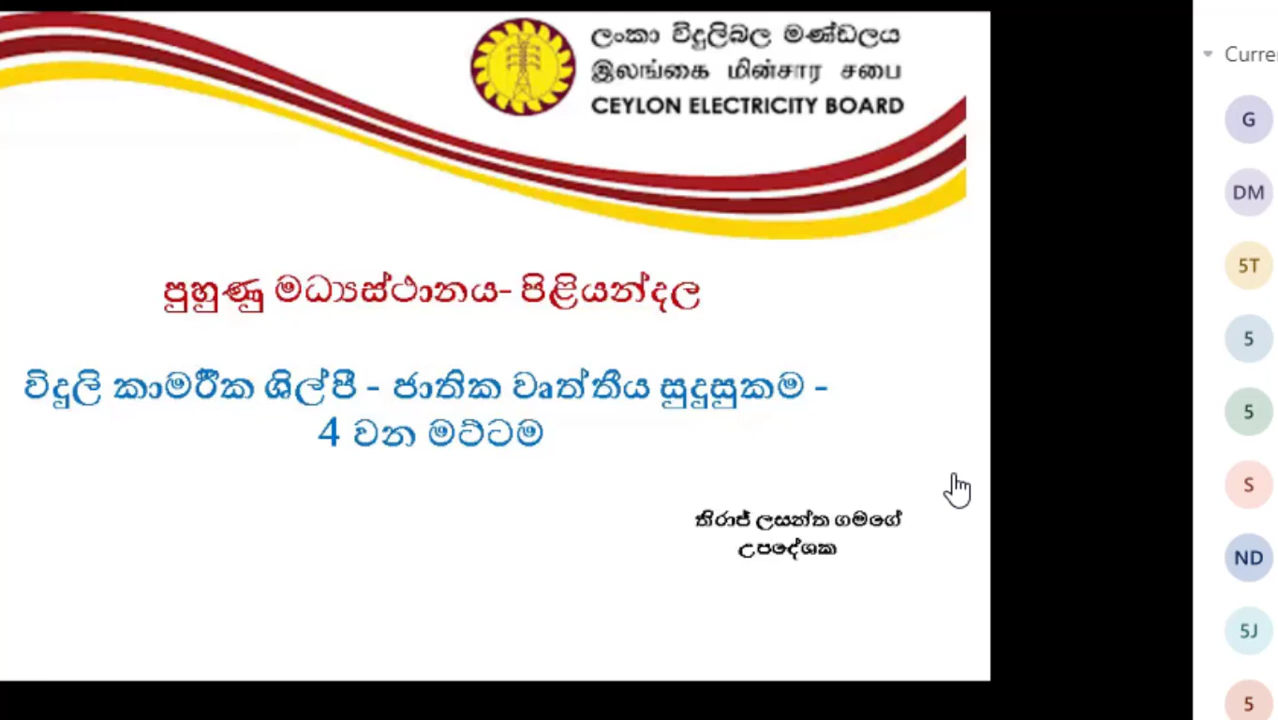 ලංකා විදුලිබල මණ්ඩලය
இலங்கை மின்சார சபை
CEYLON ELECTRICITY BOARD
පුහුණු මධ්‍යස්ථානය- පිළියන්දල
විදුලි කාර්මික ශිල්පී - ජාතික වෘත්තීය සුදුසුකම -
4 වන මට්ටම
තිරාජ් ලසන්ත ගමගේ
උපදේශක
Curre
G
DM
5T
5
5
S
ND
5J
5